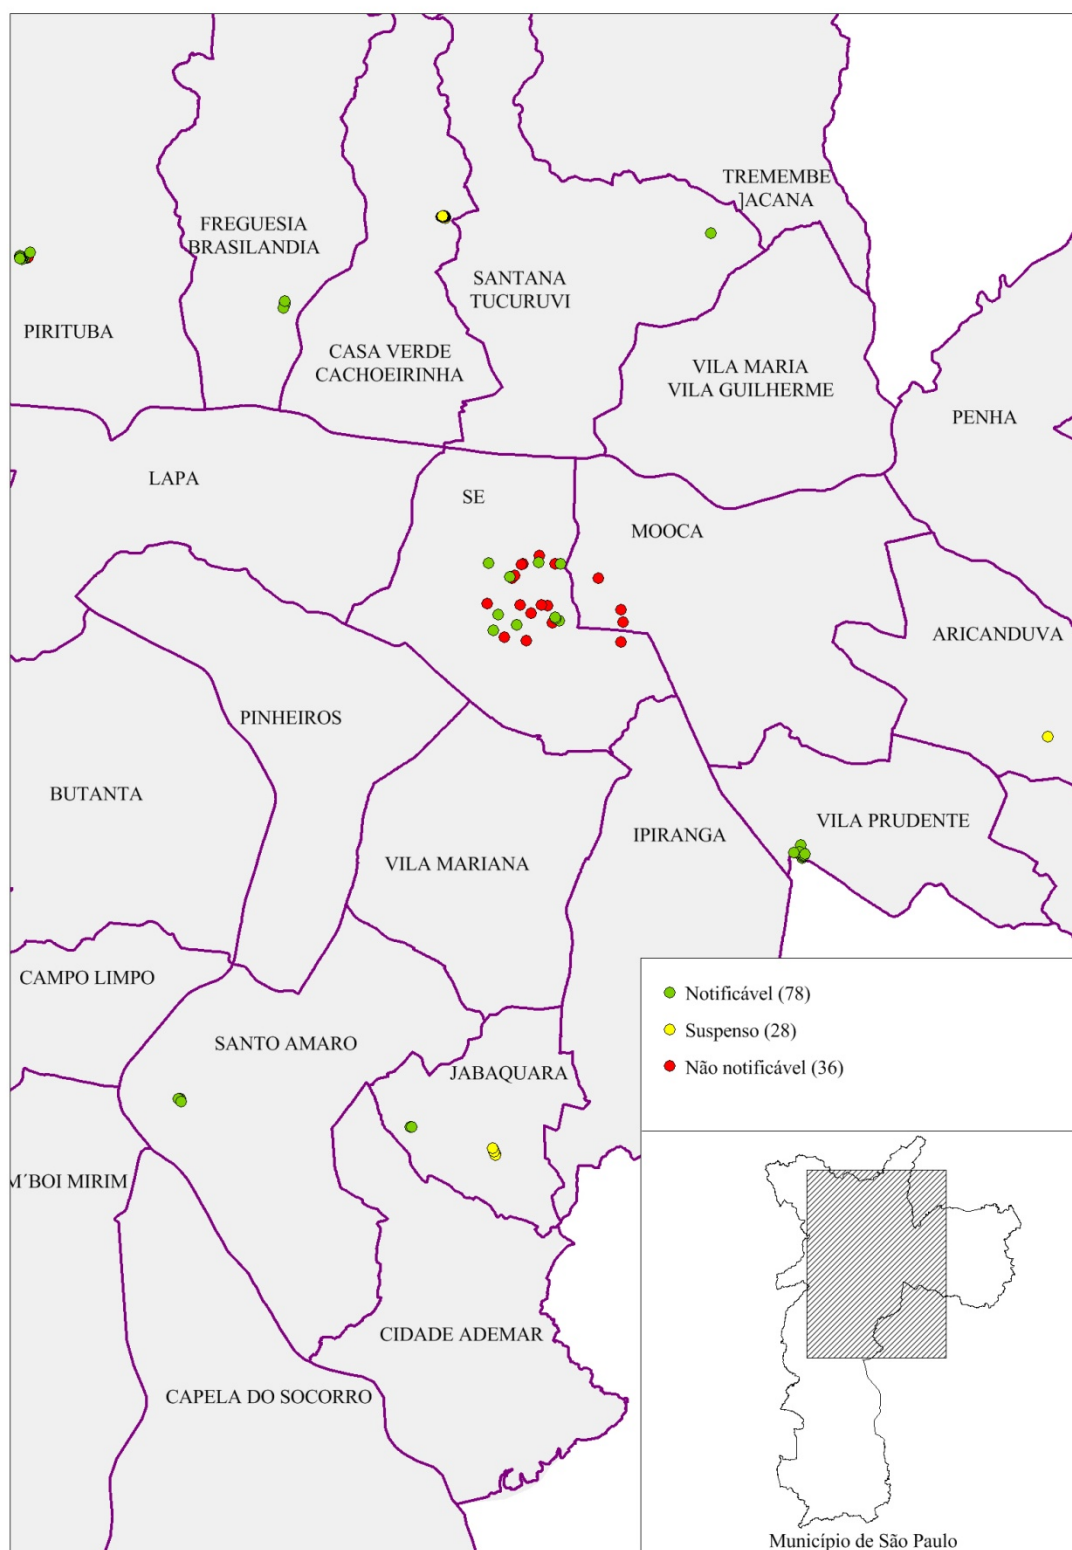 TREMEMBE
JACANA
FREGUESIA
BRASILANDIA
SANTANA
TUCURUVI
PIRITUBA
CASA VERDE
CACHOEIRINHA
VILA MARIA
VILA GUILHERME
PENHA
LAPA
SE
MOOCA
ARICANDUVA
PINHEIROS
BUTANTA
VILA PRUDENTE
IPIRANGA
VILA MARIANA
CAMPO LIMPO
Notificável (78)
Suspenso (28)
Não notificável (36)
SANTO AMARO
JABAQUARA
M´BOI MIRIM
CIDADE ADEMAR
CAPELA DO SOCORRO
Município de São Paulo